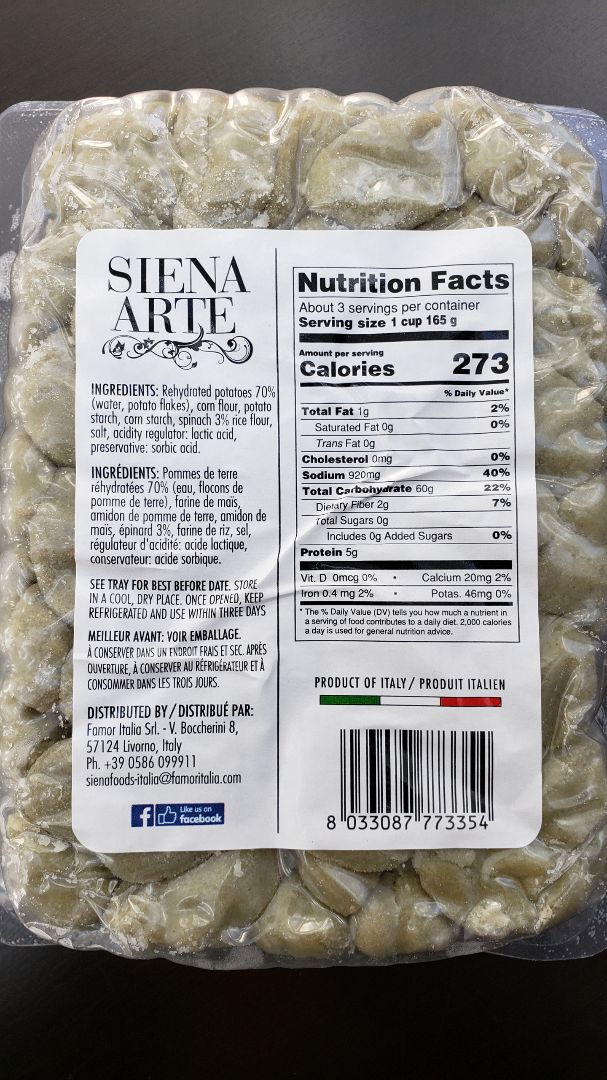 SIENA
ARTE
INGREDIENTS: Rehydrated potatoes 70%
(water, potato flakes), corn flour, potato
starch, corn starch, spinach 3% rice flour,
salt, acidity regulator: lactic acid,
preservative: sorbic acid.
INGRÉDIENTS: Pommes de terre
réhydratées 70% (eau, flocons de
pomme de terre), farine de maïs,
amidon de pomme de terre, amidon de
maïs, épinard 3%, farine de riz, sel,
régulateur d'acidité: acide lactique,
conservateur: acide sorbique.
SEE TRAY FOR BEST BEFORE DATE. STORE
IN A COOL, DRY PLACE. ONCE OPENED, KEEP
REFRIGERATED AND USE WITHIN THREE DAYS
MEILLEUR AVANT: VOIR EMBALLAGE.
À CONSERVER DANS UN ENDROIT FRAIS ET SEC. APRÈS
OUVERTURE, À CONSERVER AU RÉFRIGÉRATEUR ET À
CONSOMMER DANS LES TROIS JOURS.
DISTRIBUTED BY/DISTRIBUÉ PAR:
Famor Italia Srl. - V. Boccherini 8,
57124 Livorno, Italy
Ph. +39 0586 099911
sienafoods-italia@famoritalia.com
f Like us on
facebook
Nutrition Facts
About 3 servings per container
Serving size 1 cup 165 g
Amount per serving
Calories 273
% Daily Value*
Total Fat 1g 2%
Saturated Fat 0g 0%
Trans Fat 0g
Cholesterol 0mg 0%
Sodium 920mg 40%
Total Carbohydrate 60g 22%
Dietary Fiber 2g 7%
Total Sugars 0g
Includes 0g Added Sugars 0%
Protein 5g
Vit. D 0mcg 0% • Calcium 20mg 2%
Iron 0.4 mg 2% • Potas. 46mg 0%
* The % Daily Value (DV) tells you how much a nutrient in
a serving of food contributes to a daily diet. 2,000 calories
a day is used for general nutrition advice.
PRODUCT OF ITALY/PRODUIT ITALIEN
8 033087 773354